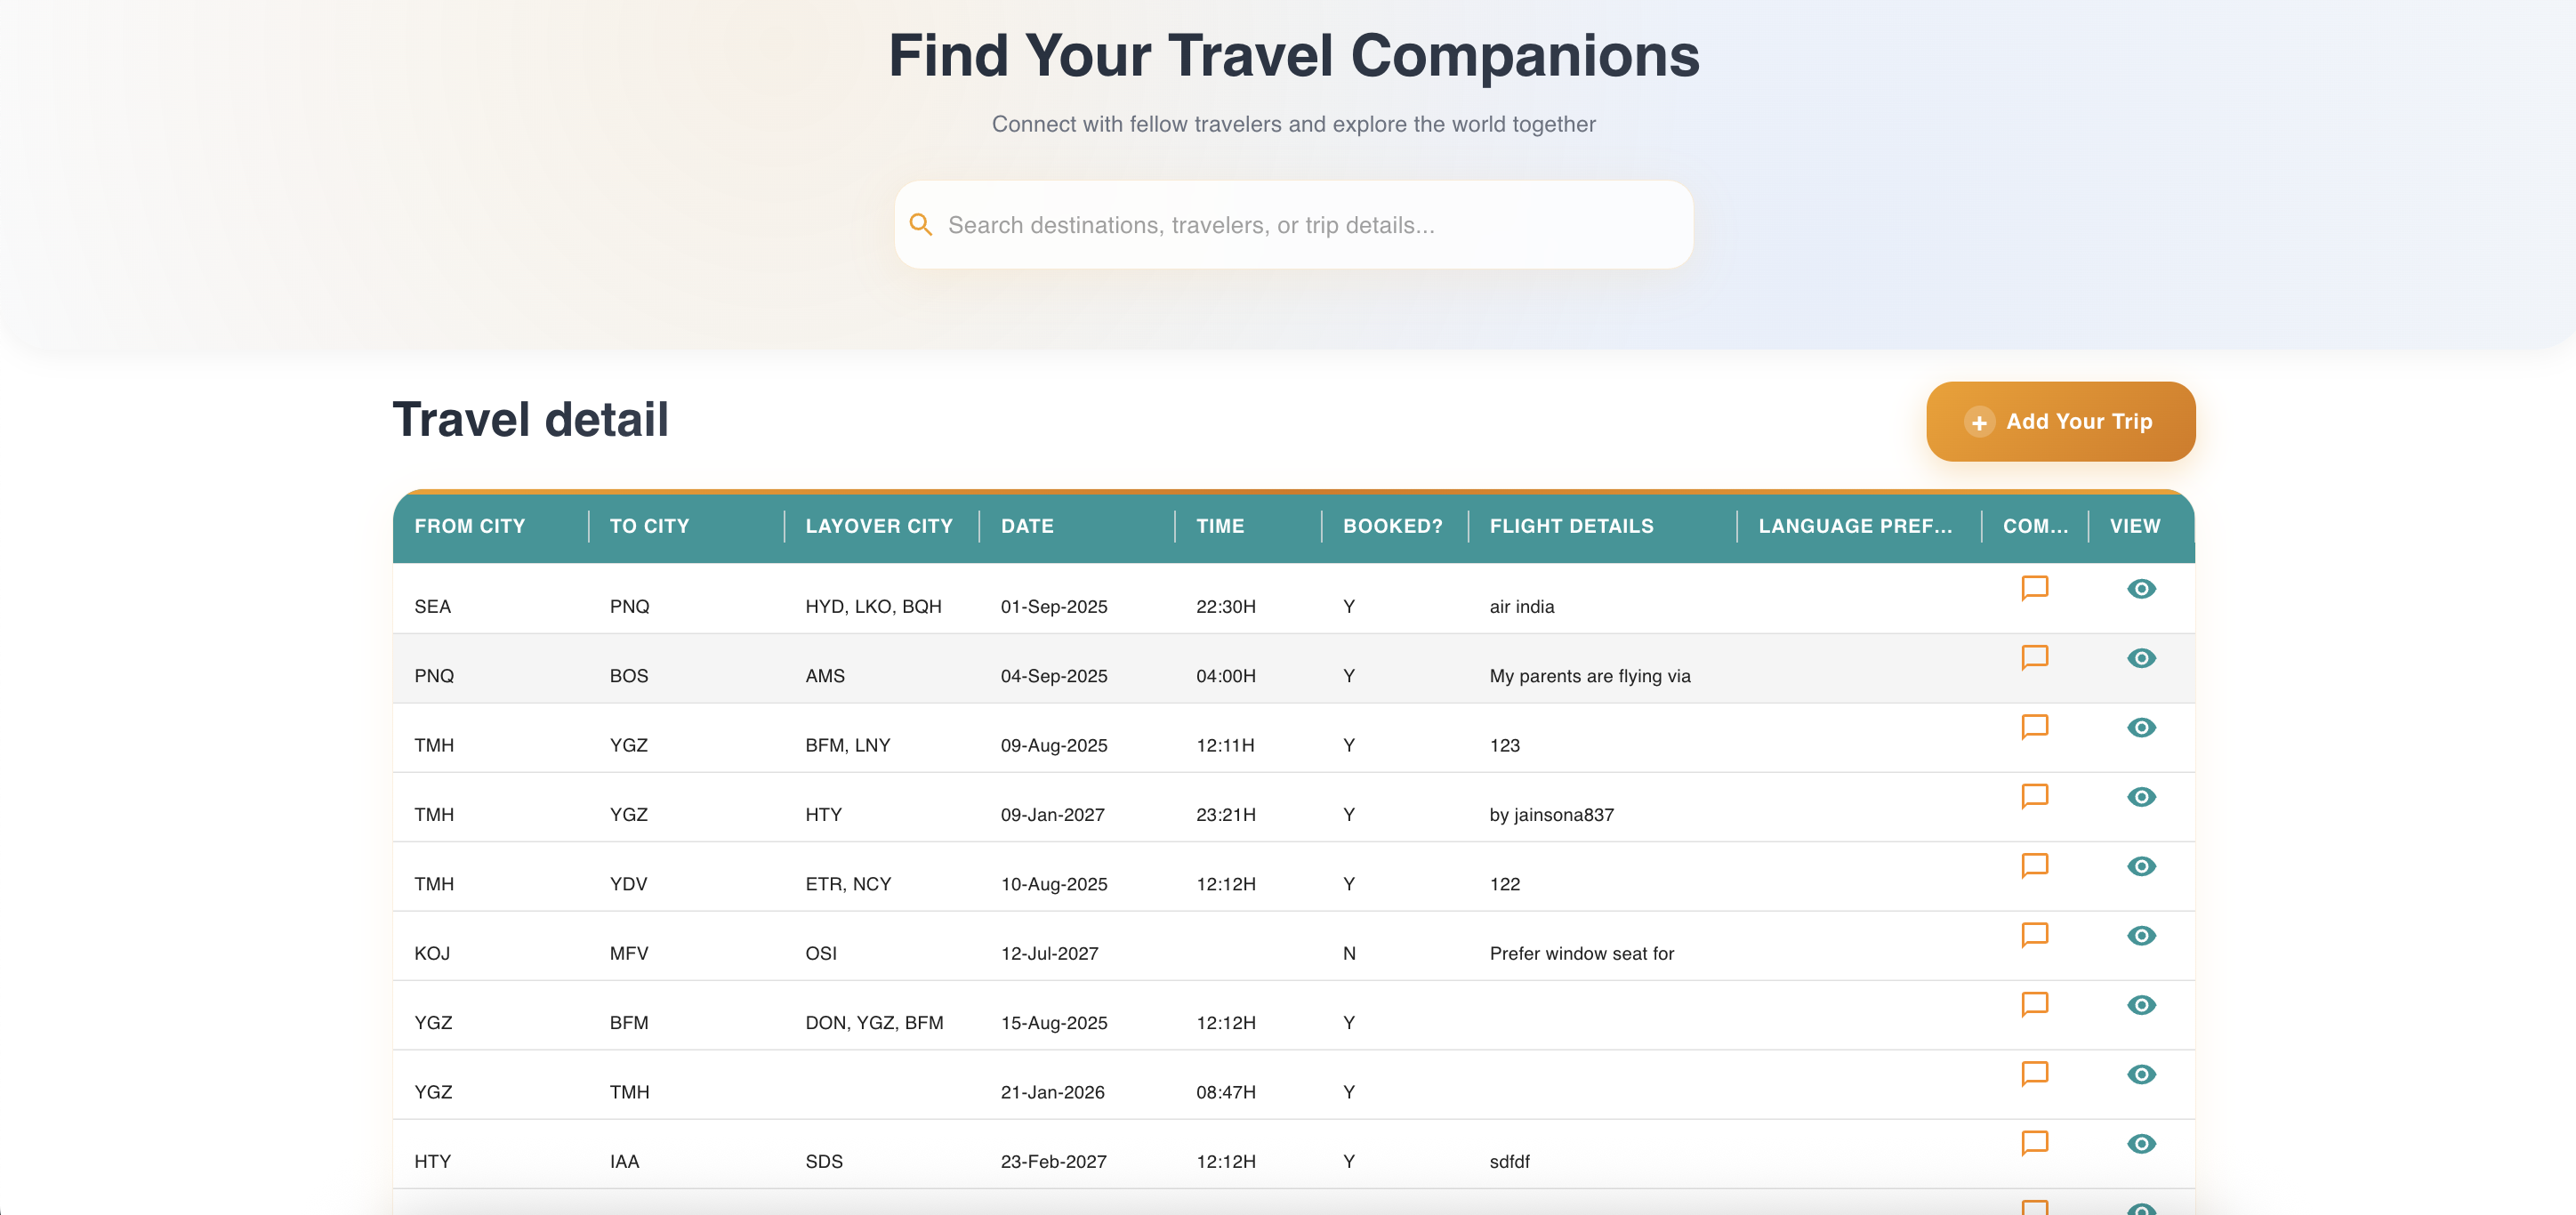 Find Your Travel Companions
Connect with fellow travelers and explore the world together
Search destinations, travelers, or trip details...
Travel detail
+ Add Your Trip
FROM CITY TO CITY LAYOVER CITY DATE TIME BOOKED? FLIGHT DETAILS LANGUAGE PREF... COM... VIEW
SEA PNQ HYD, LKO, BQH 01-Sep-2025 22:30H Y air india
PNQ BOS AMS 04-Sep-2025 04:00H Y My parents are flying via
TMH YGZ BFM, LNY 09-Aug-2025 12:11H Y 123
TMH YGZ HTY 09-Jan-2027 23:21H Y by jainsona837
TMH YDV ETR, NCY 10-Aug-2025 12:12H Y 122
KOJ MFV OSI 12-Jul-2027 N Prefer window seat for
YGZ BFM DON, YGZ, BFM 15-Aug-2025 12:12H Y
YGZ TMH 21-Jan-2026 08:47H Y
HTY IAA SDS 23-Feb-2027 12:12H Y sdfdf